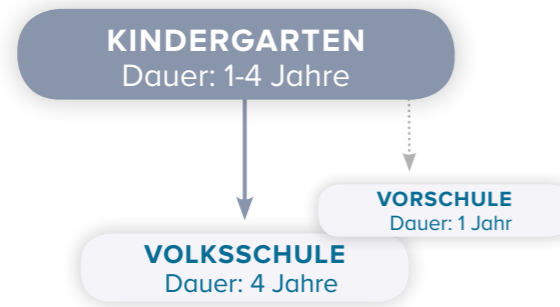 KINDERGARTEN
Dauer: 1-4 Jahre
VORSCHULE
Dauer: 1 Jahr
VOLKSSCHULE
Dauer: 4 Jahre